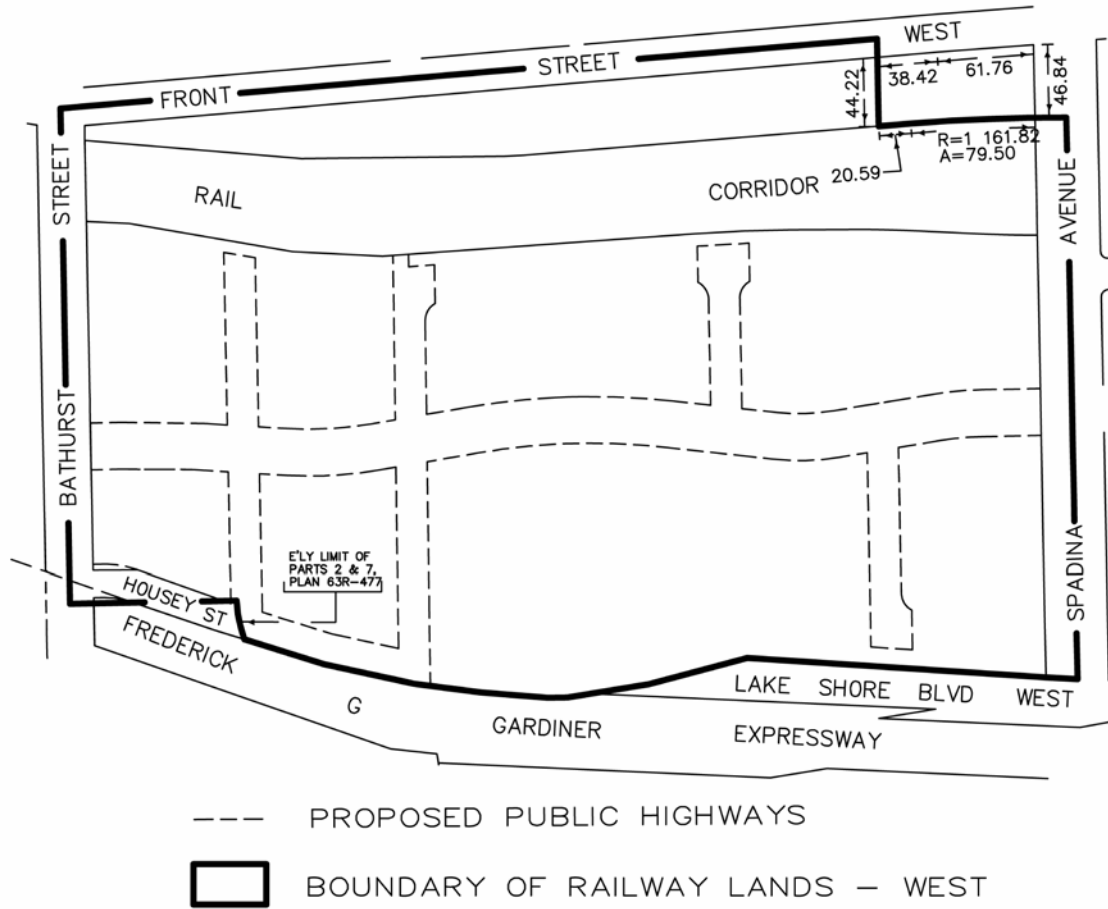 WEST
STREET
FRONT
38.42
61.76
46.84
44.22
R=1 161.82
A=79.50
20.59
STREET
AVENUE
RAIL
CORRIDOR
BATHURST
E'LY LIMIT OF
PARTS 2 & 7,
PLAN 63R-477
SPADINA
HOUSEY ST
FREDERICK
G
GARDINER
EXPRESSWAY
LAKE SHORE BLVD WEST
PROPOSED PUBLIC HIGHWAYS
BOUNDARY OF RAILWAY LANDS - WEST